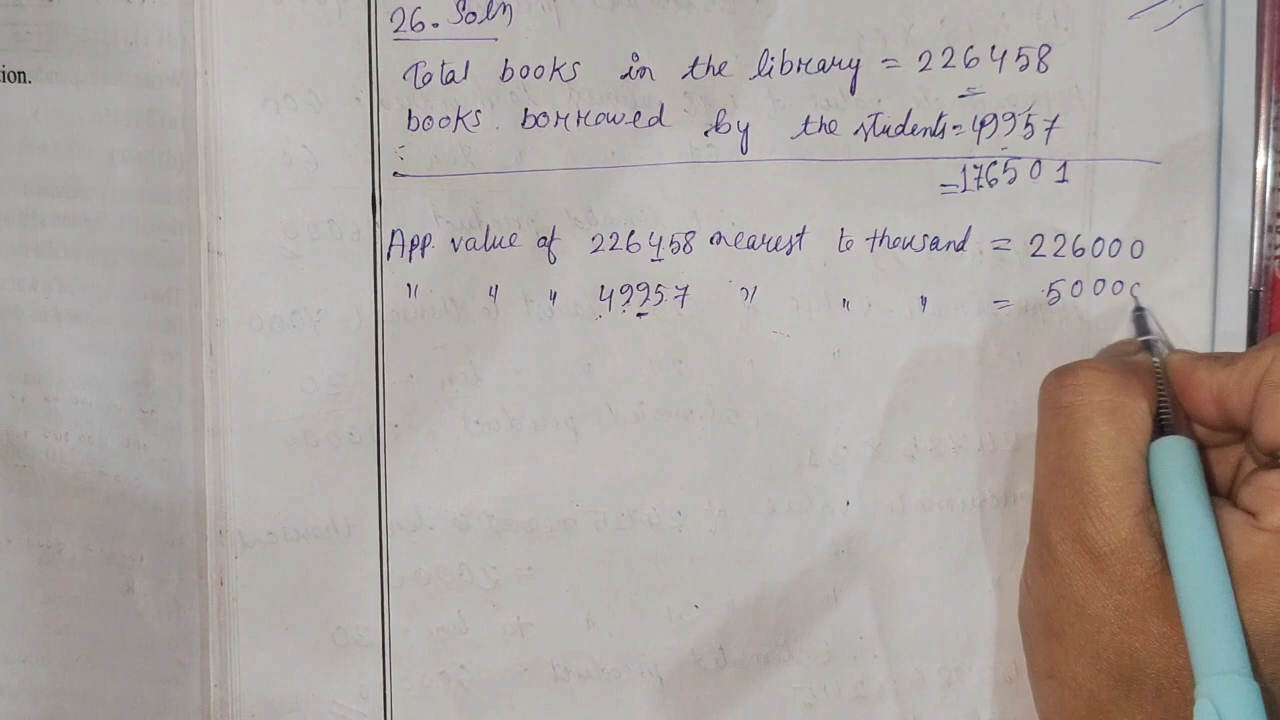 tion.
26. Soln
Total books in the library = 226458
books borrowed by the students = 49957
= 176501
App. value of 226458 nearest to thousand = 226000
" " " 49957 " " " = 50000